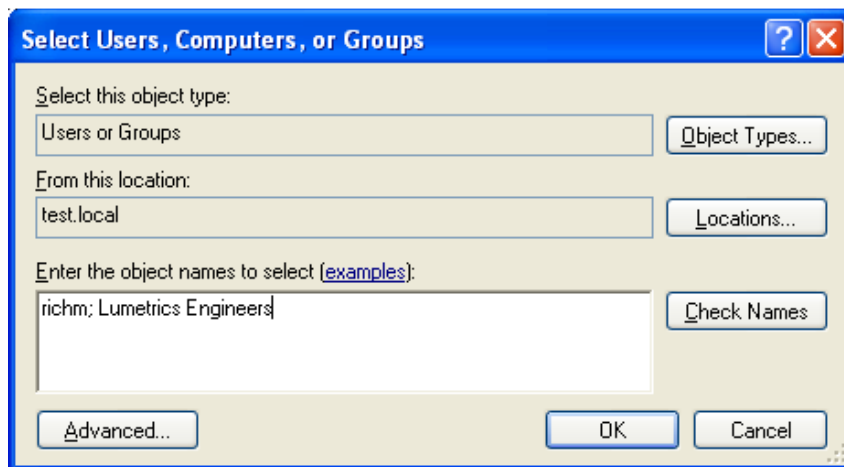 Select Users, Computers, or Groups
Select this object type:
Users or Groups
Object Types...
From this location:
test.local
Locations...
Enter the object names to select (examples):
richm; Lumetrics Engineers
Check Names
Advanced...
OK
Cancel